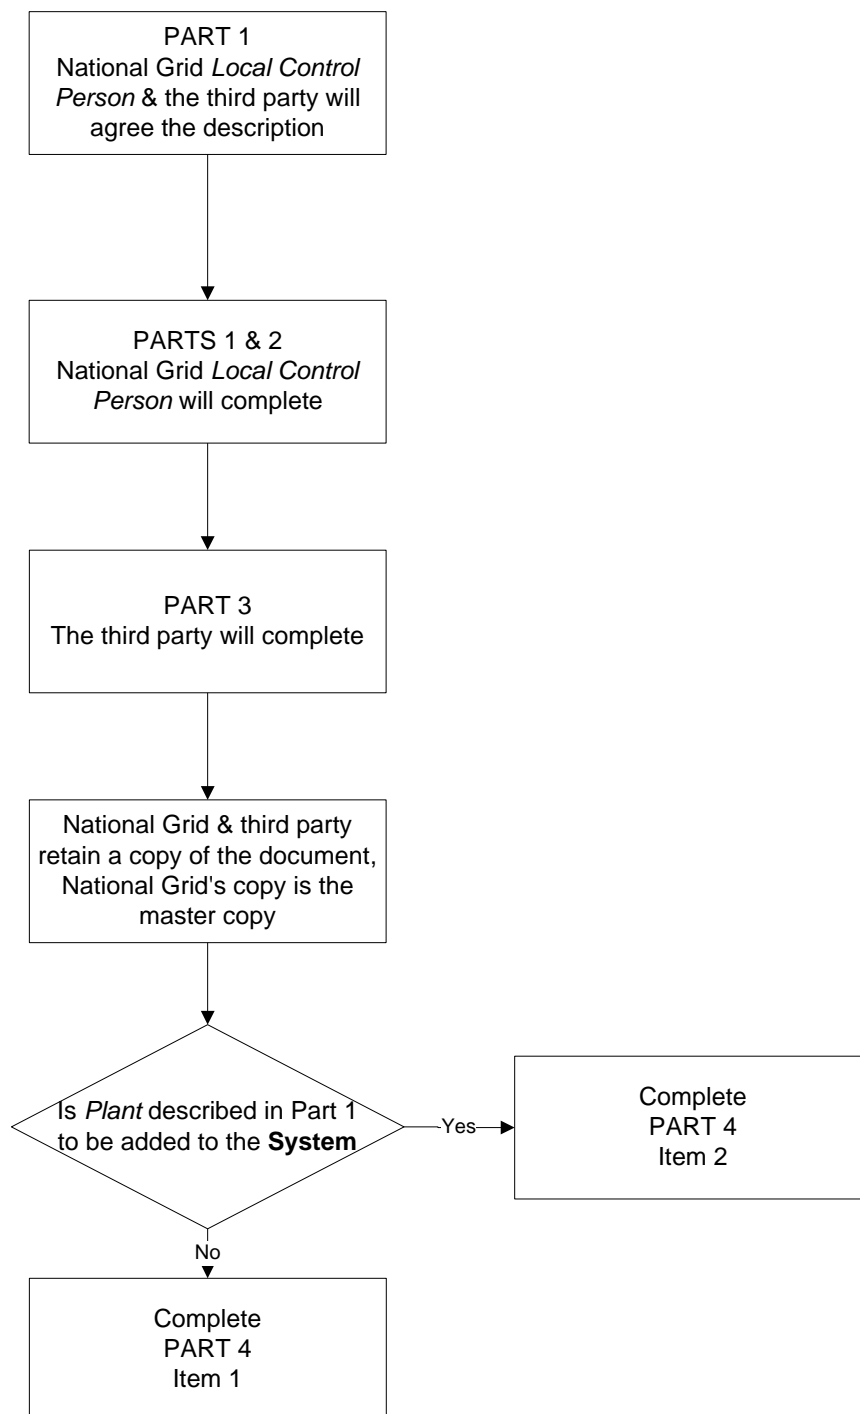 PART 1
National Grid Local Control
Person & the third party will
agree the description
PARTS 1 & 2
National Grid Local Control
Person will complete
PART 3
The third party will complete
National Grid & third party
retain a copy of the document,
National Grid's copy is the
master copy
Is Plant described in Part 1
to be added to the System
Yes
Complete
PART 4
Item 2
No
Complete
PART 4
Item 1